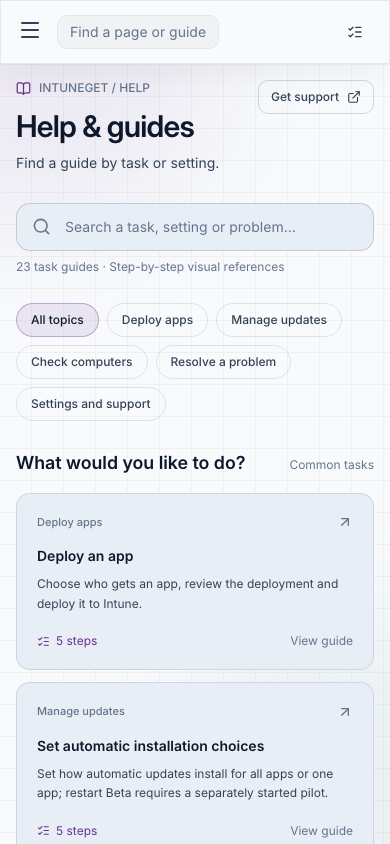 Find a page or guide
INTUNEGET / HELP
Get support
Help & guides
Find a guide by task or setting.
Search a task, setting or problem...
23 task guides · Step-by-step visual references
All topics
Deploy apps
Manage updates
Check computers
Resolve a problem
Settings and support
What would you like to do?
Common tasks
Deploy apps
Deploy an app
Choose who gets an app, review the deployment and
deploy it to Intune.
5 steps
View guide
Manage updates
Set automatic installation choices
Set how automatic updates install for all apps or one
app; restart Beta requires a separately started pilot.
5 steps
View guide